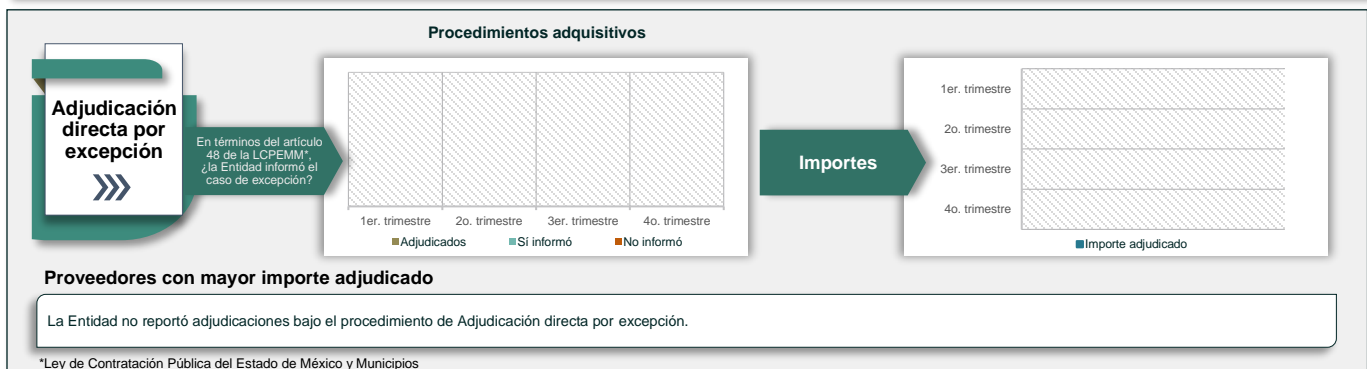 Procedimientos adquisitivos
Adjudicación
directa por
excepción
En términos del artículo
48 de la LCPEMM*,
¿la Entidad informó el
caso de excepción?
1er. trimestre 2o. trimestre 3er. trimestre 4o. trimestre
Adjudicados Sí informó No informó
Importes
1er. trimestre
2o. trimestre
3er. trimestre
4o. trimestre
Importe adjudicado
Proveedores con mayor importe adjudicado
La Entidad no reportó adjudicaciones bajo el procedimiento de Adjudicación directa por excepción.
*Ley de Contratación Pública del Estado de México y Municipios